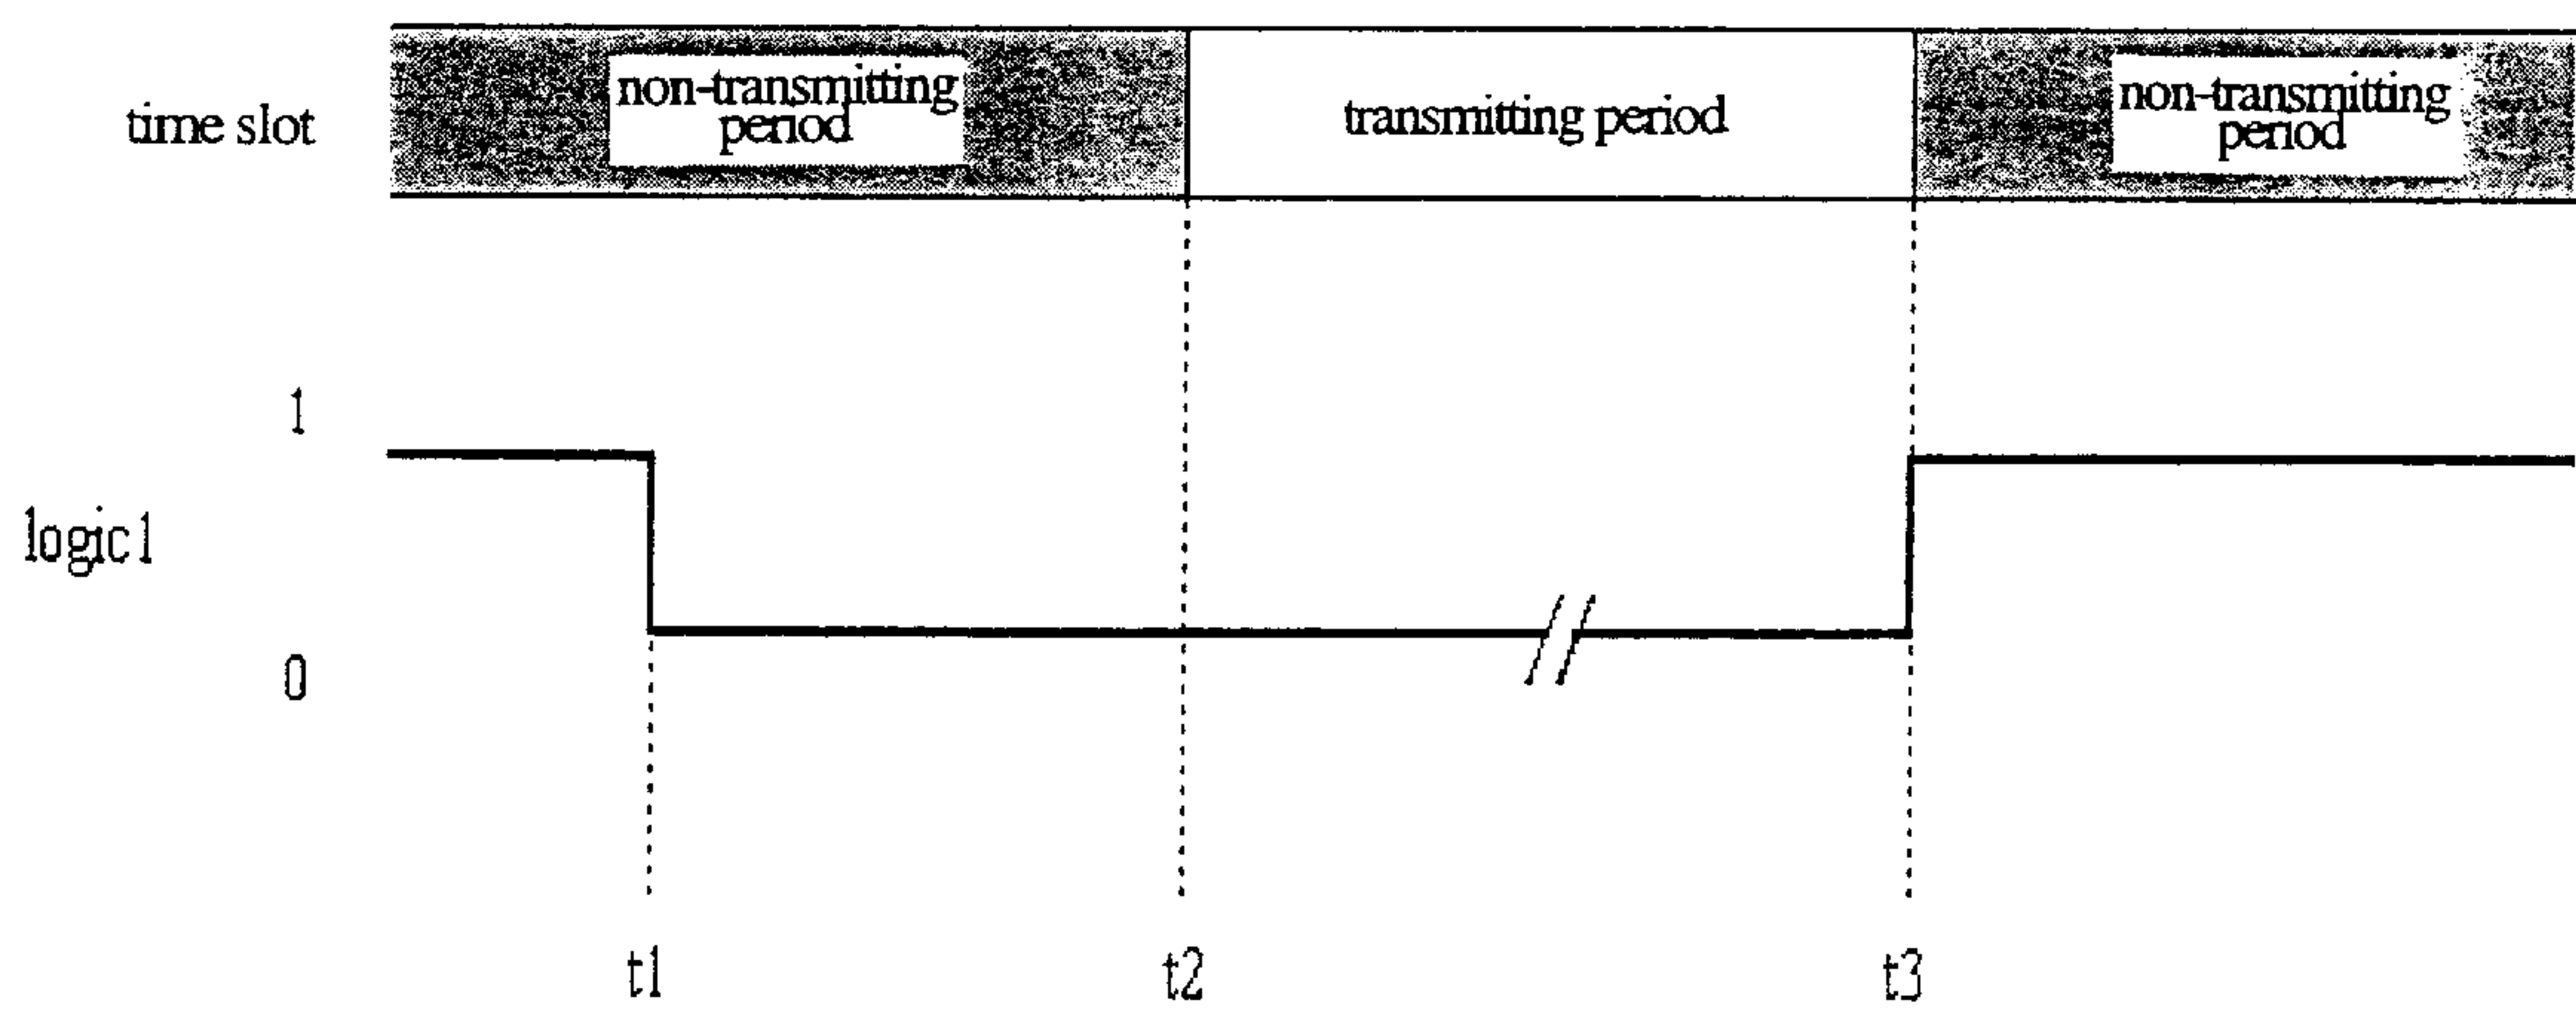 time slot
non-transmitting
period
transmitting period
non-transmitting
period
1
logic1
0
t1
t2
t3